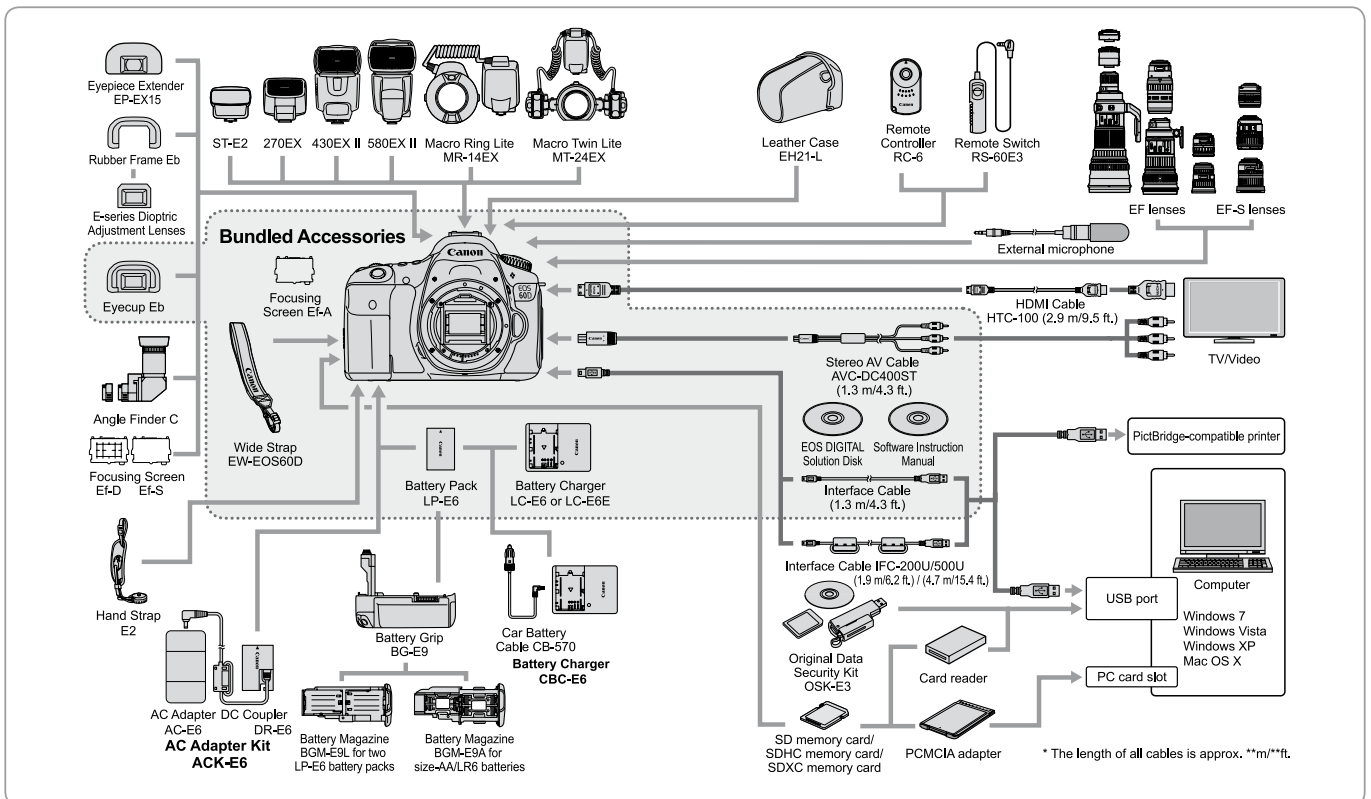 Eyepiece Extender
EP-EX15
Rubber Frame Eb
E-series Dioptric
Adjustment Lenses
Eyecup Eb
Angle Finder C
Focusing Screen
Ef-D Ef-S
Hand Strap
E2
ST-E2
270EX
430EX II
580EX II
Macro Ring Lite
MR-14EX
Macro Twin Lite
MT-24EX
Leather Case
EH21-L
Canon
Remote
Controller
RC-6
Remote Switch
RS-60E3
EF lenses
EF-S lenses
External microphone
Bundled Accessories
Focusing
Screen Ef-A
Canon
EOS
60D
Canon
Wide Strap
EW-EOS60D
HDMI Cable
HTC-100 (2.9 m/9.5 ft.)
TV/Video
Canon
Stereo AV Cable
AVC-DC400ST
(1.3 m/4.3 ft.)
EOS DIGITAL
Solution Disk
Software Instruction
Manual
Interface Cable
(1.3 m/4.3 ft.)
PictBridge-compatible printer
Canon
Battery Pack
LP-E6
Canon
Battery Charger
LC-E6 or LC-E6E
Interface Cable IFC-200U/500U
(1.9 m/6.2 ft.) / (4.7 m/15.4 ft.)
Computer
USB port
Windows 7
Windows Vista
Windows XP
Mac OS X
PC card slot
Canon
AC Adapter
AC-E6
DC Coupler
DR-E6
AC Adapter Kit
ACK-E6
Battery Grip
BG-E9
Battery Magazine
BGM-E9L for two
LP-E6 battery packs
Battery Magazine
BGM-E9A for
size-AA/LR6 batteries
Canon
Car Battery
Cable CB-570
Battery Charger
CBC-E6
Original Data
Security Kit
OSK-E3
Card reader
SD memory card/
SDHC memory card/
SDXC memory card
PCMCIA adapter
* The length of all cables is approx. **m/**ft.